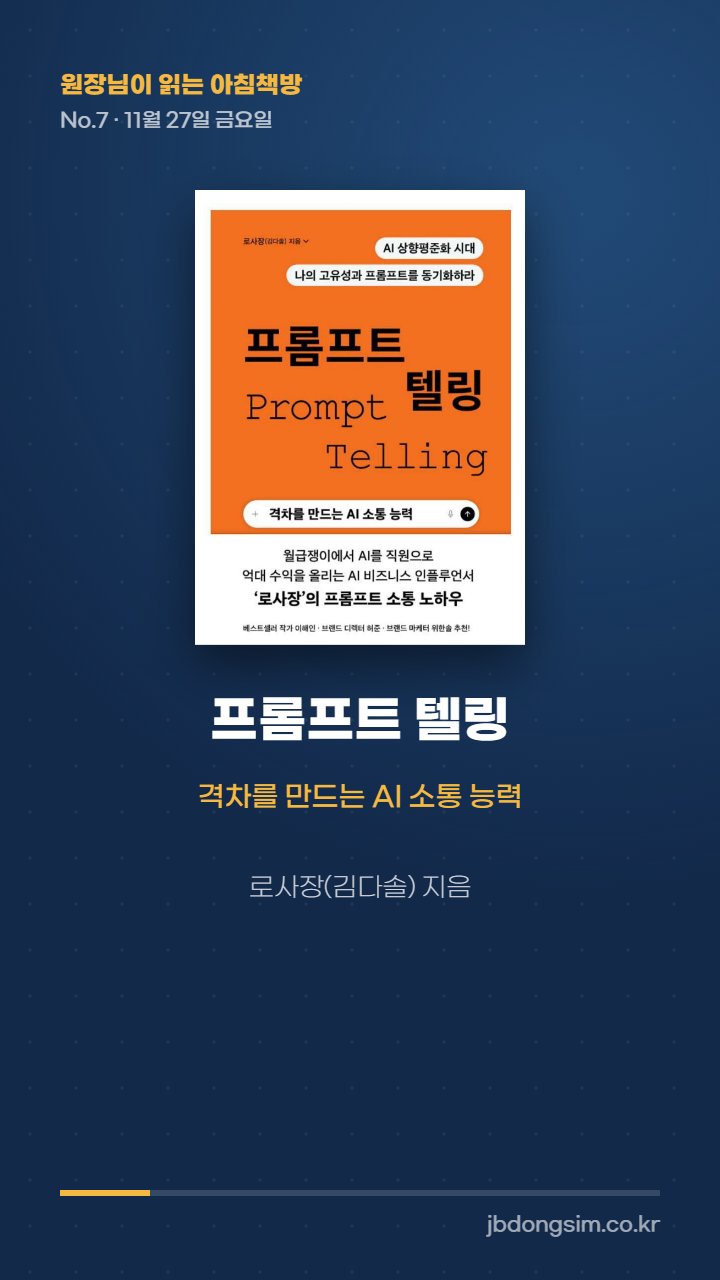 원장님이 읽는 아침책방
No.7 · 11월 27일 금요일
로사장(김다솔) 지음
AI 상향평준화 시대
나의 고유성과 프롬프트를 동기화하라
프롬프트
텔링
Prompt
Telling
격차를 만드는 AI 소통 능력
월급쟁이에서 AI를 직원으로
억대 수익을 올리는 AI 비즈니스 인플루언서
‘로사장’의 프롬프트 소통 노하우
베스트셀러 작가 이해인 · 브랜드 디렉터 허준 · 브랜드 마케터 위한솔 추천!
프롬프트 텔링
격차를 만드는 AI 소통 능력
로사장(김다솔) 지음
jbdongsim.co.kr